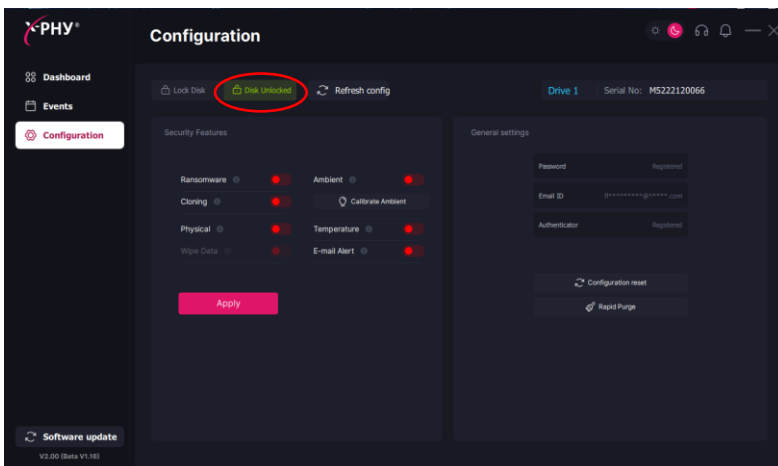 X-PHY®
Configuration
Dashboard
Events
Configuration
Lock Disk
Disk Unlocked
Refresh config
Drive 1
Serial No: MS222120066
Security Features
Ransomware
Ambient
Cloning
Calibrate Ambient
Physical
Temperature
Wipe Data
E-mail Alert
Apply
General settings
Password Registered
Email ID
Authenticator Registered
Configuration reset
Rapid Purge
Software update
V2.00 (Beta V1.16)